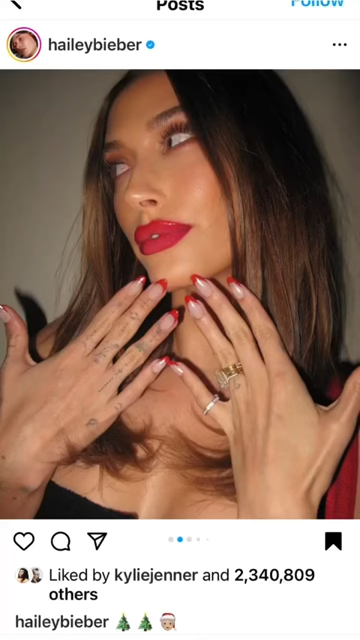 Posts
Follow
haileybieber
Liked by kyliejenner and 2,340,809
others
haileybieber 🎄🎄🎅🏼